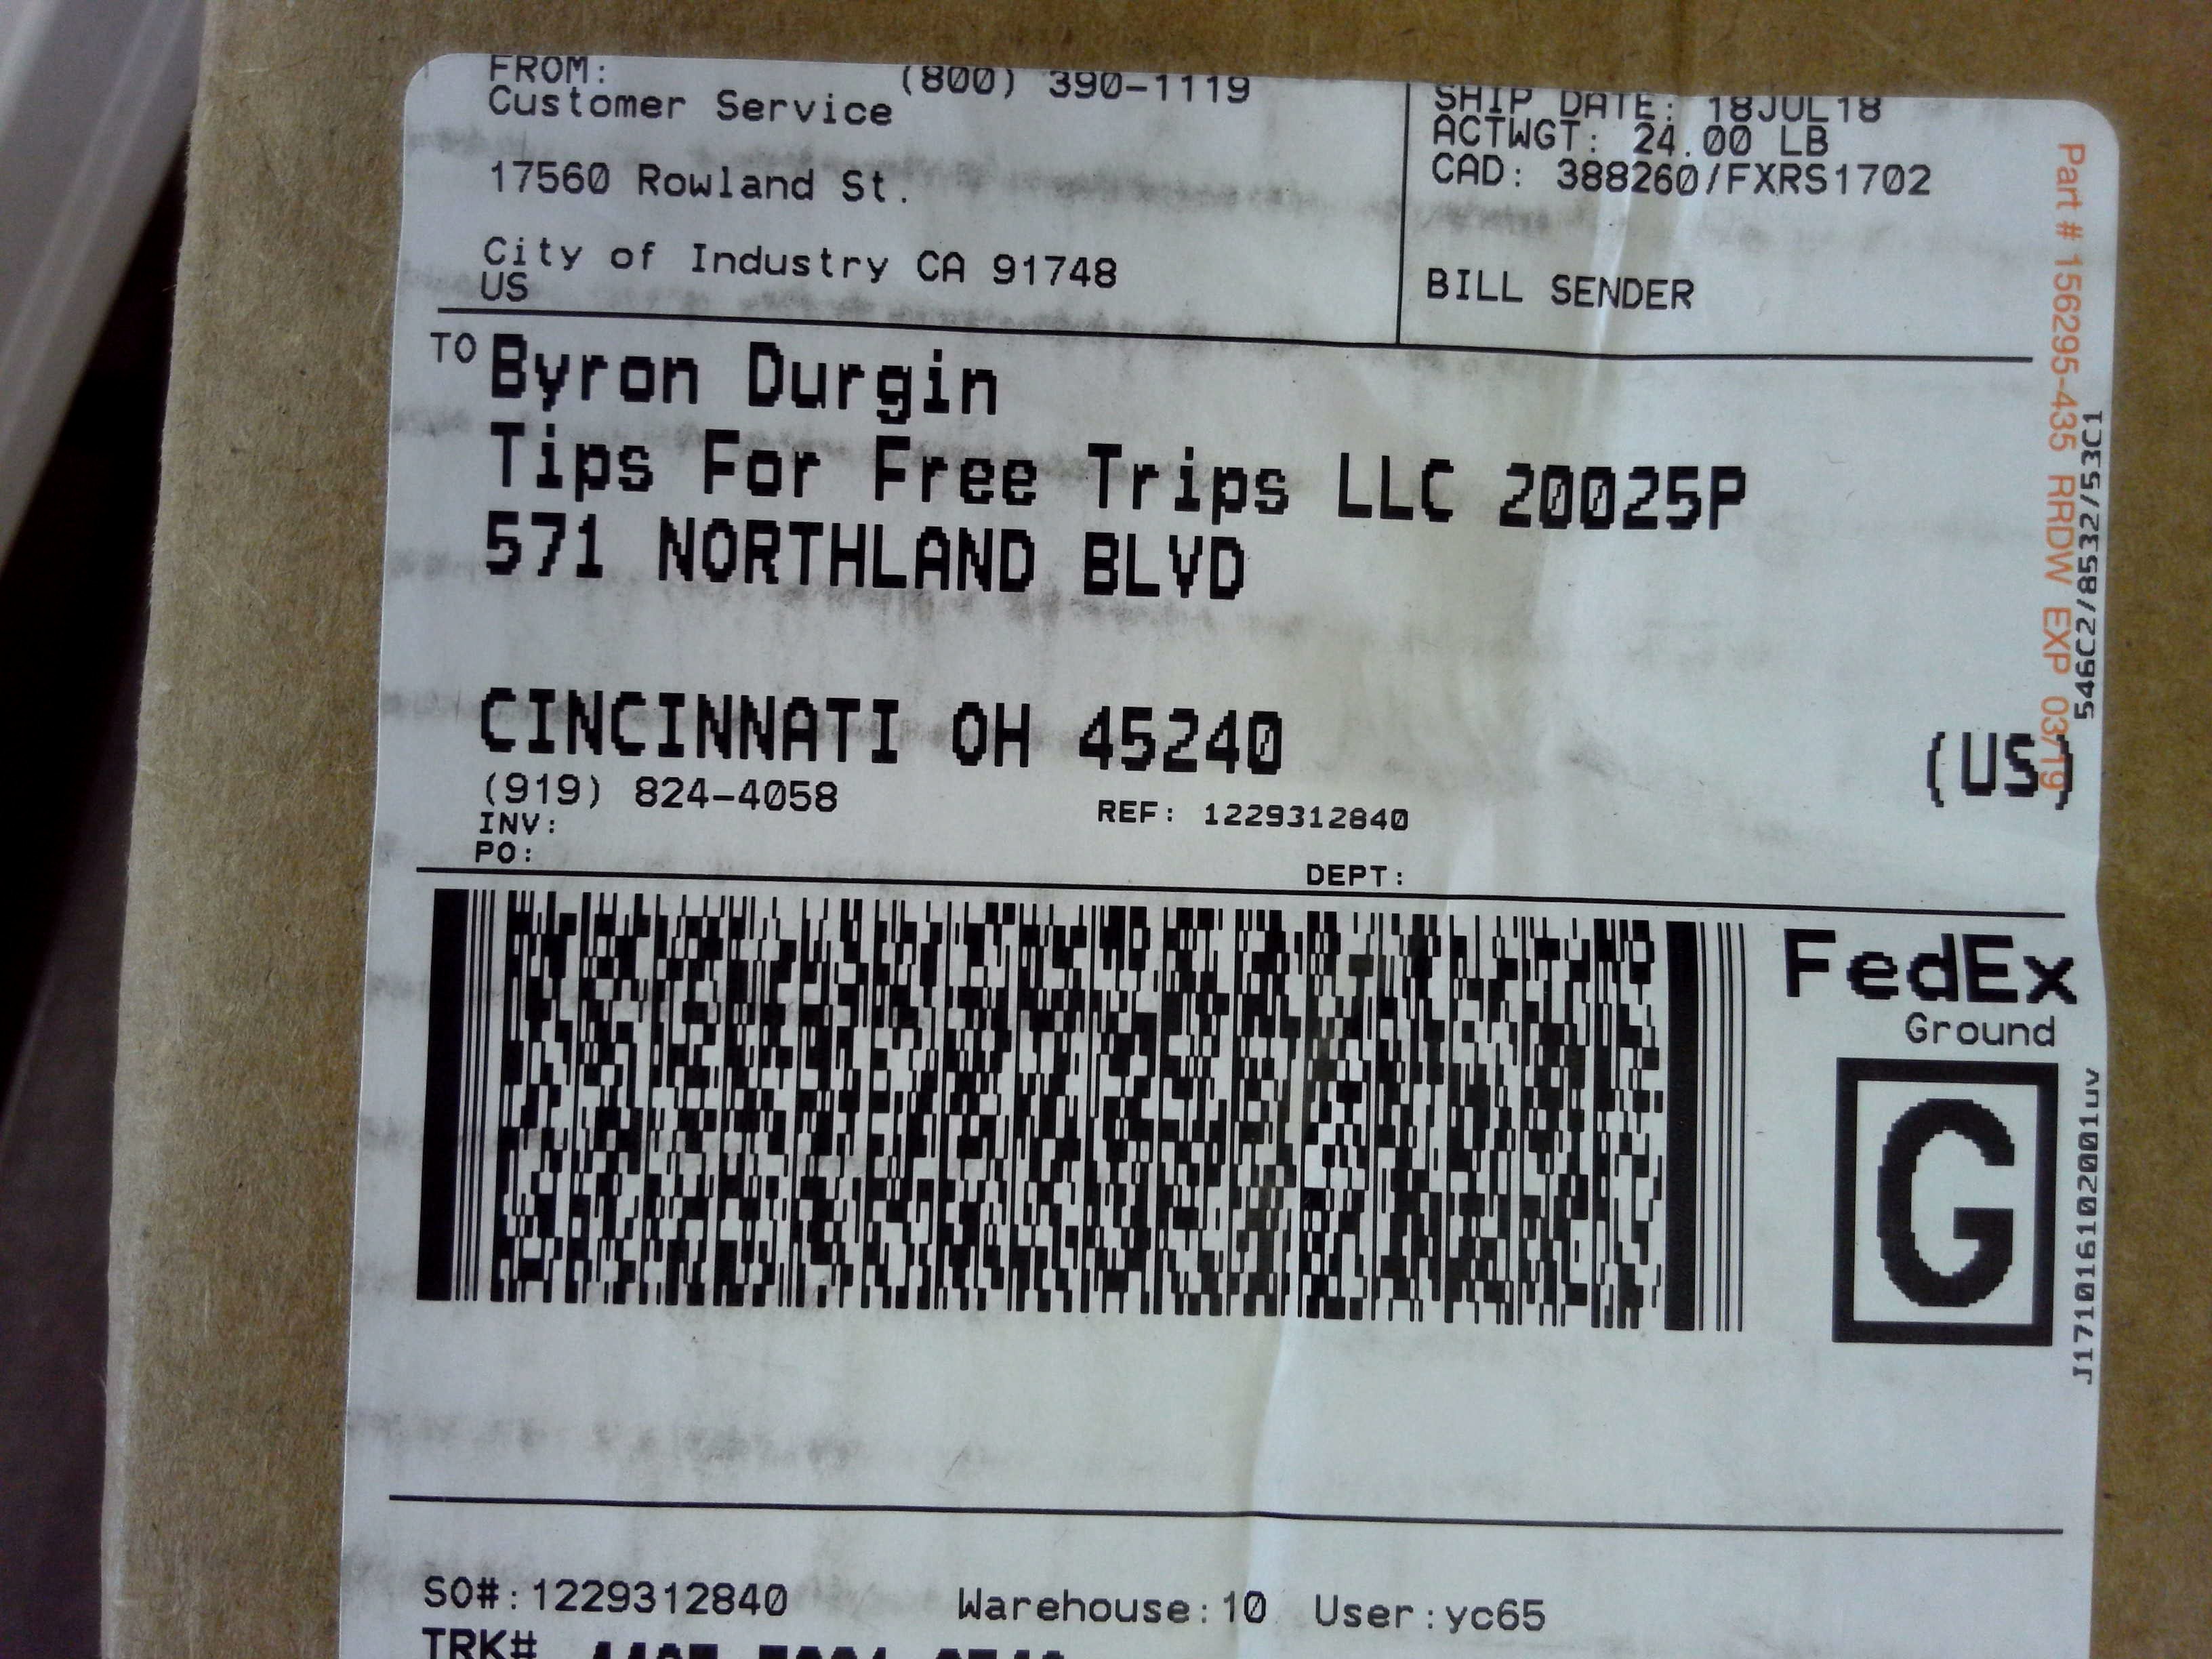 FROM: (800) 390-1119
Customer Service
17560 Rowland St.
City of Industry CA 91748
US
SHIP DATE: 18JUL18
ACTWGT: 24.00 LB
CAD: 388260/FXRS1702
BILL SENDER
TO Byron Durgin
Tips For Free Trips LLC 20025P
571 NORTHLAND BLVD
CINCINNATI OH 45240
(US)
(919) 824-4058
REF: 1229312840
INV:
PO:
DEPT:
Part # 156295-435 RRDW EXP 03/19
546C2/8532/53C1
FedEx
Ground
G
J171016102001uv
SO#:1229312840 Warehouse:10 User:yc65
TRK#